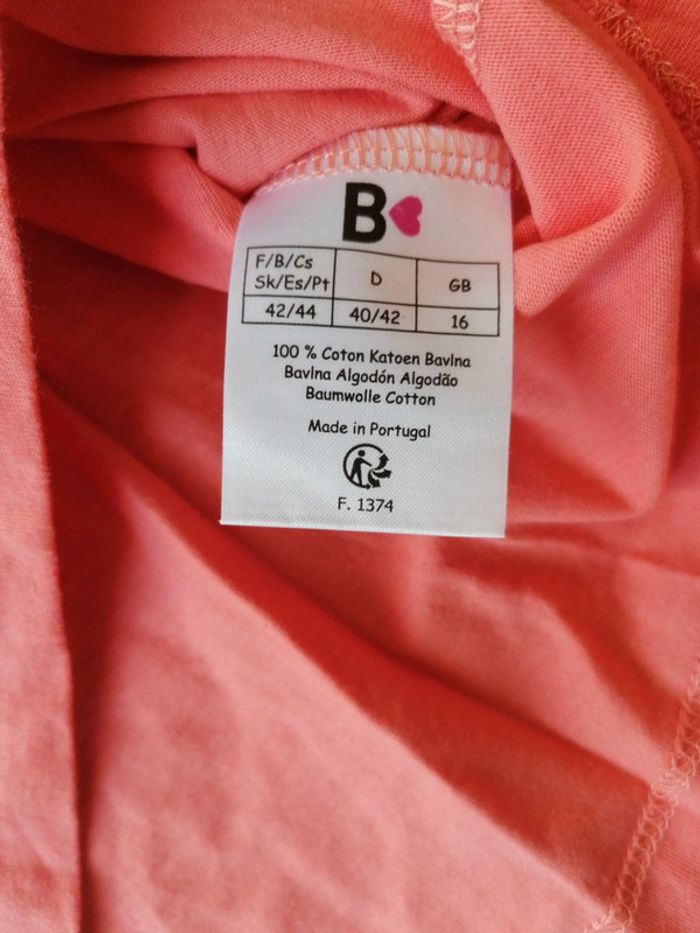 B
F/B/Cs
Sk/Es/Pt
D
GB
42/44
40/42
16
100 % Coton Katoen Bavlna
Bavlna Algodón Algodão
Baumwolle Cotton
Made in Portugal
F. 1374